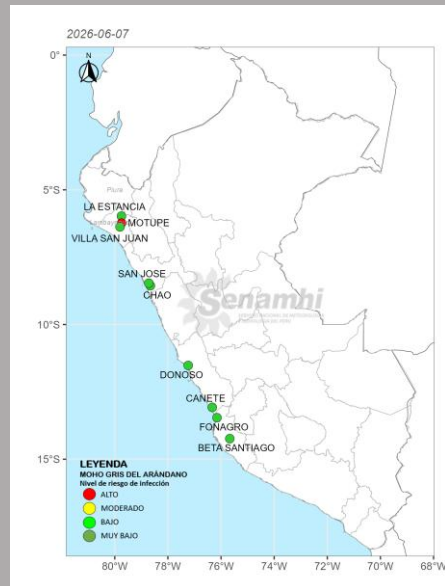 2026-06-07
N
0°
5°S
10°S
15°S
Piura
LA ESTANCIA
MOTUPE
VILLA SAN JUAN
SAN JOSE
CHAO
Senamhi
DONOSO
CANETE
FONAGRO
BETA SANTIAGO
LEYENDA
MOHO GRIS DEL ARÁNDANO
Nivel de riesgo de infección
ALTO
MODERADO
BAJO
MUY BAJO
80°W
78°W
76°W
74°W
72°W
70°W
68°W